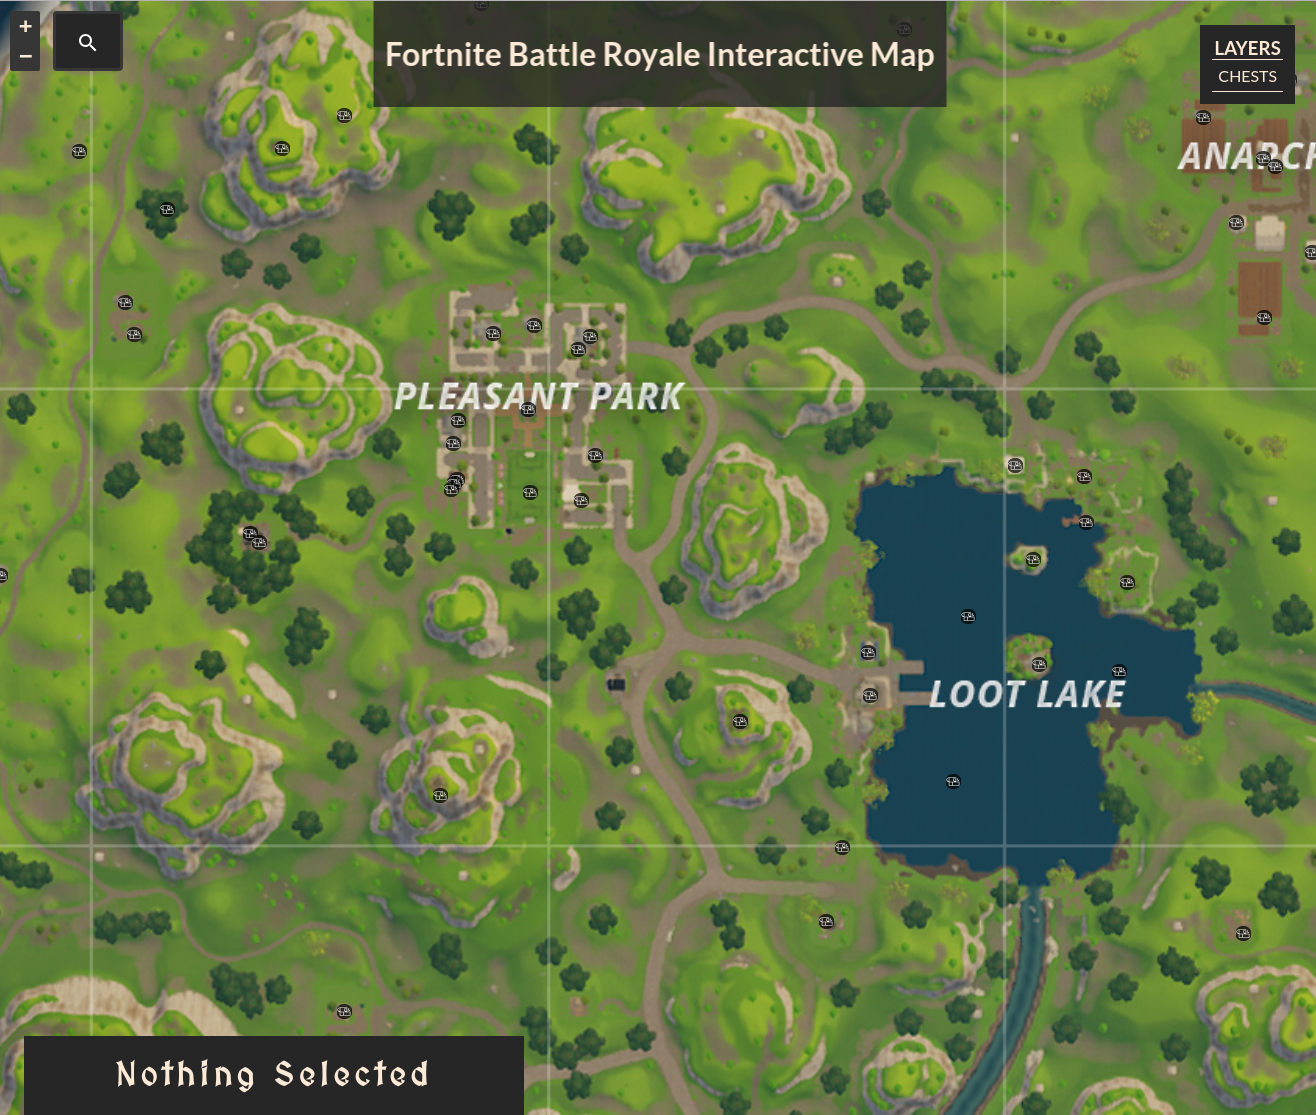 +
−
Fortnite Battle Royale Interactive Map
LAYERS
CHESTS
PLEASANT PARK
LOOT LAKE
Nothing Selected